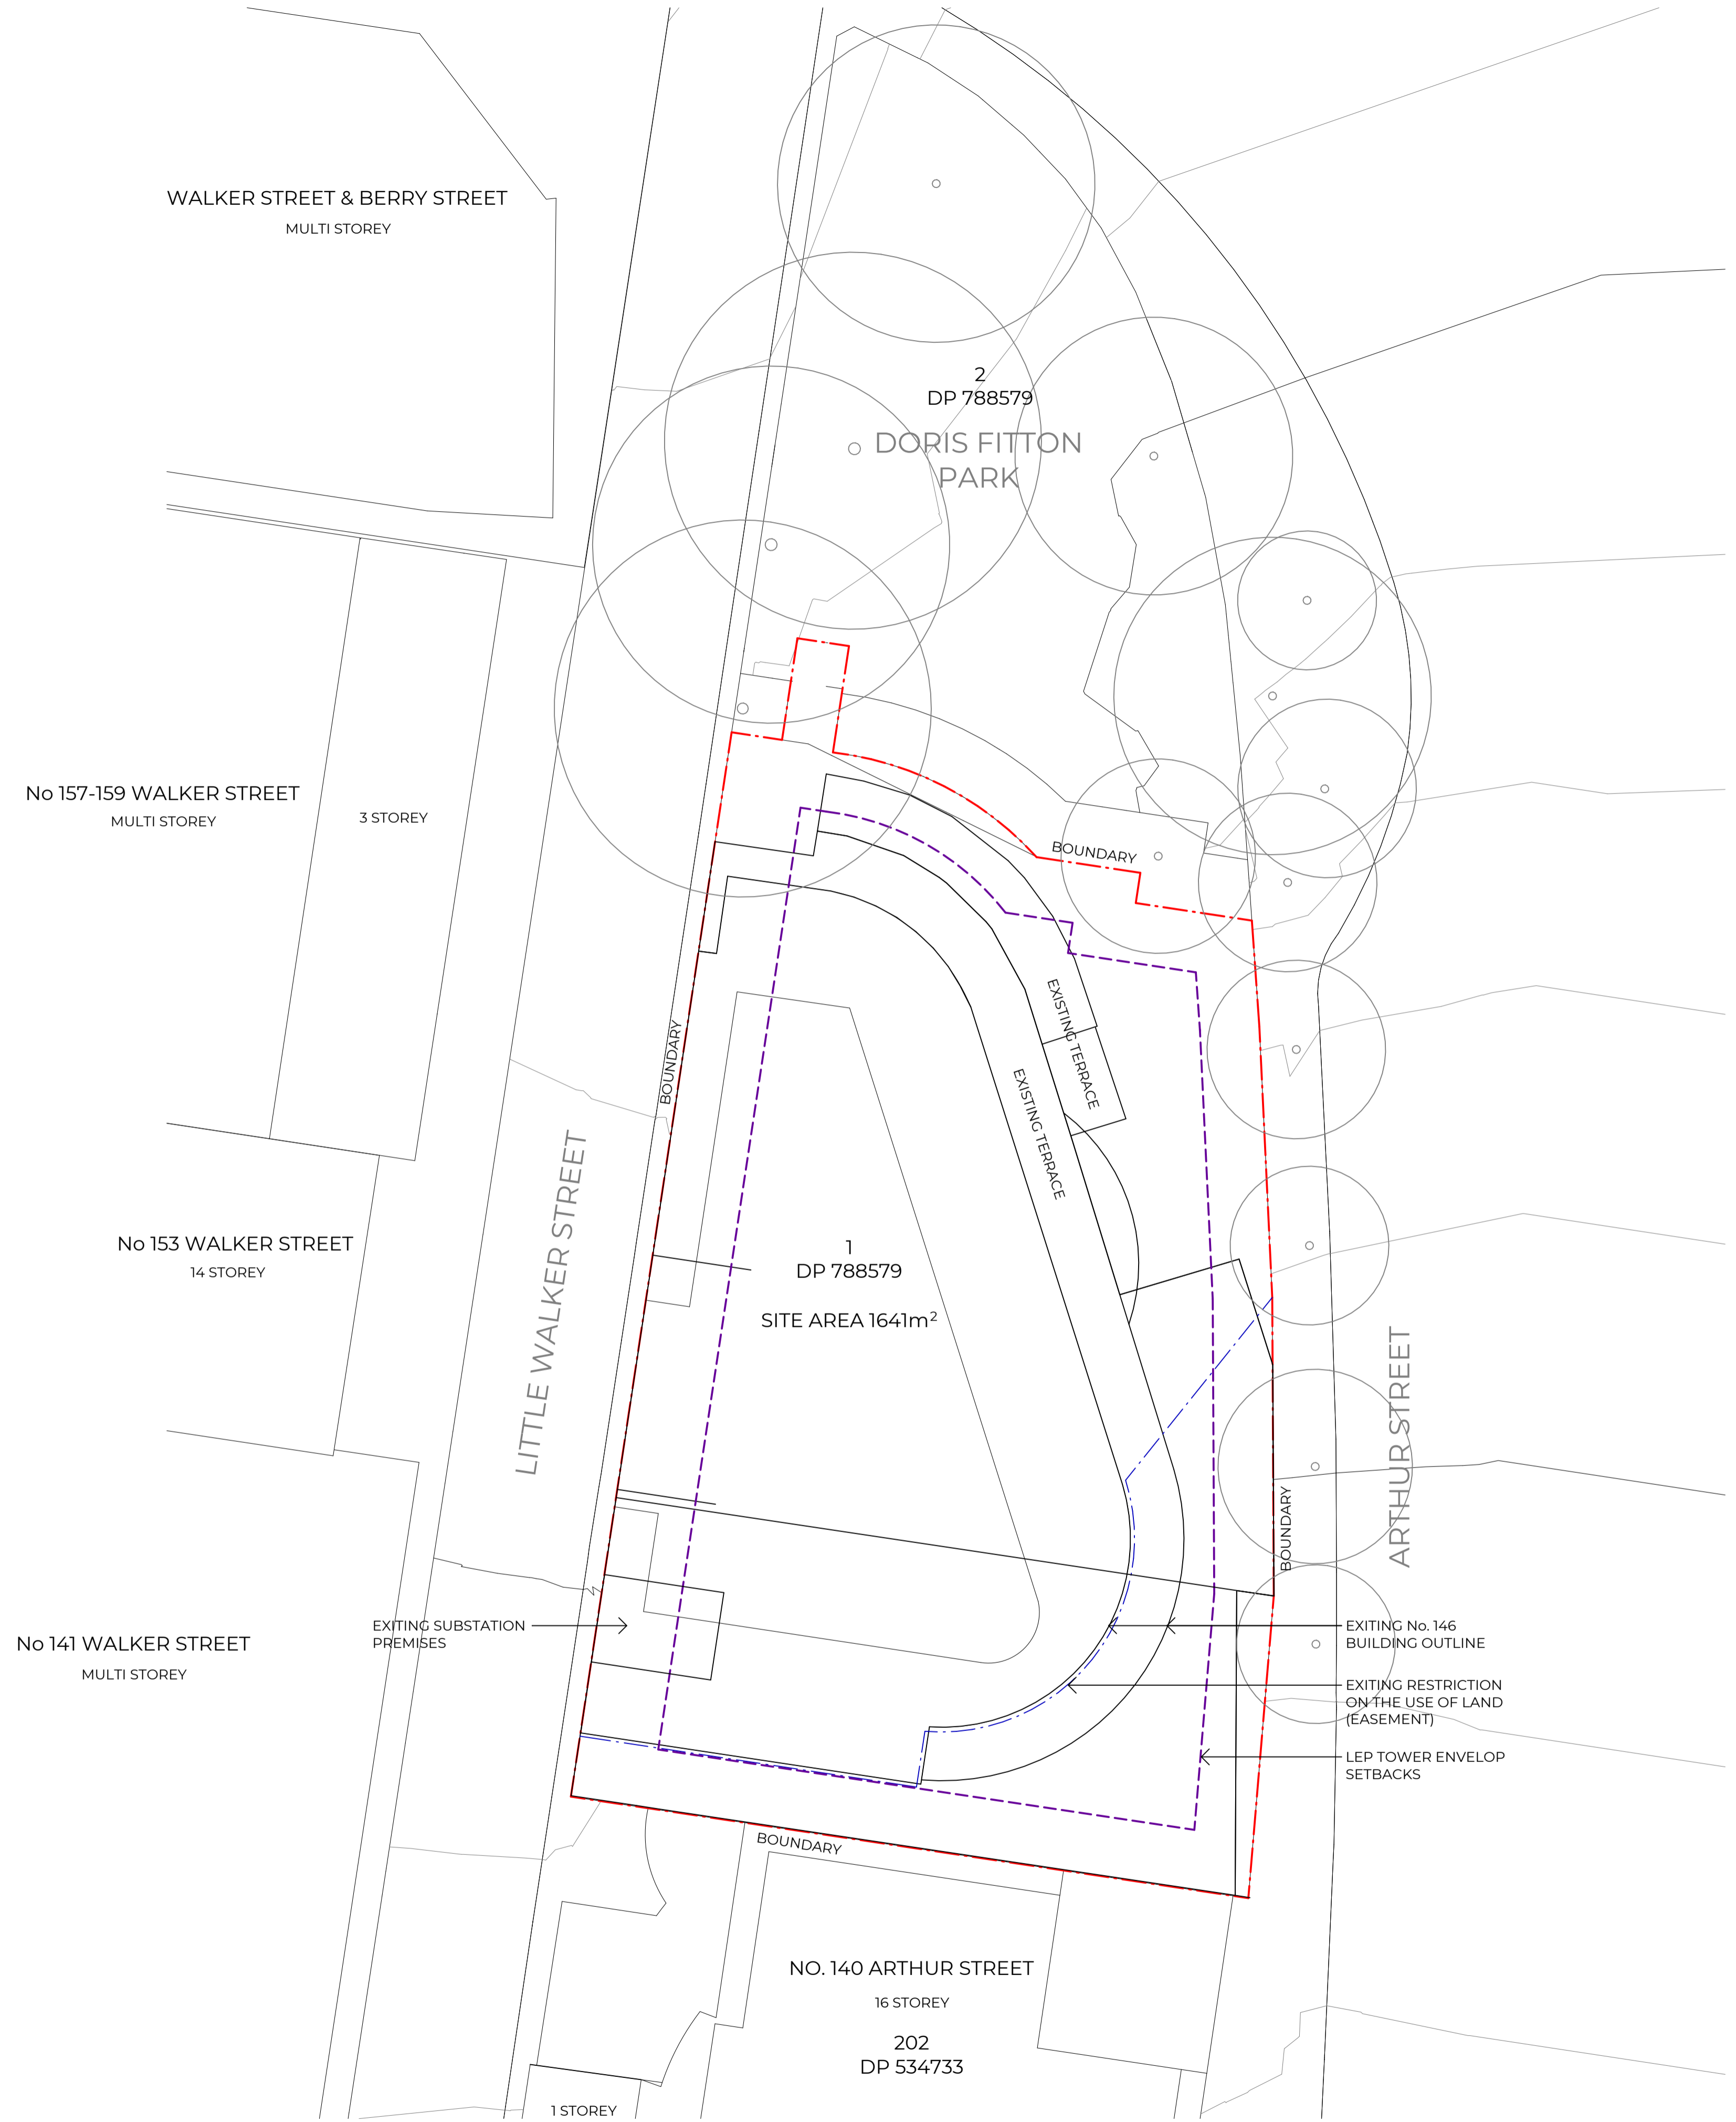 WALKER STREET & BERRY STREET
MULTI STOREY
2
DP 788579
DORIS FITTON
PARK
No 157-159 WALKER STREET
MULTI STOREY
3 STOREY
BOUNDARY
BOUNDARY
EXISTING TERRACE
EXISTING TERRACE
LITTLE WALKER STREET
No 153 WALKER STREET
14 STOREY
1
DP 788579
SITE AREA 1641m²
ARTHUR STREET
BOUNDARY
No 141 WALKER STREET
MULTI STOREY
EXITING SUBSTATION
PREMISES
EXITING No. 146
BUILDING OUTLINE
EXITING RESTRICTION
ON THE USE OF LAND
(EASEMENT)
LEP TOWER ENVELOP
SETBACKS
BOUNDARY
NO. 140 ARTHUR STREET
16 STOREY
202
DP 534733
1 STOREY